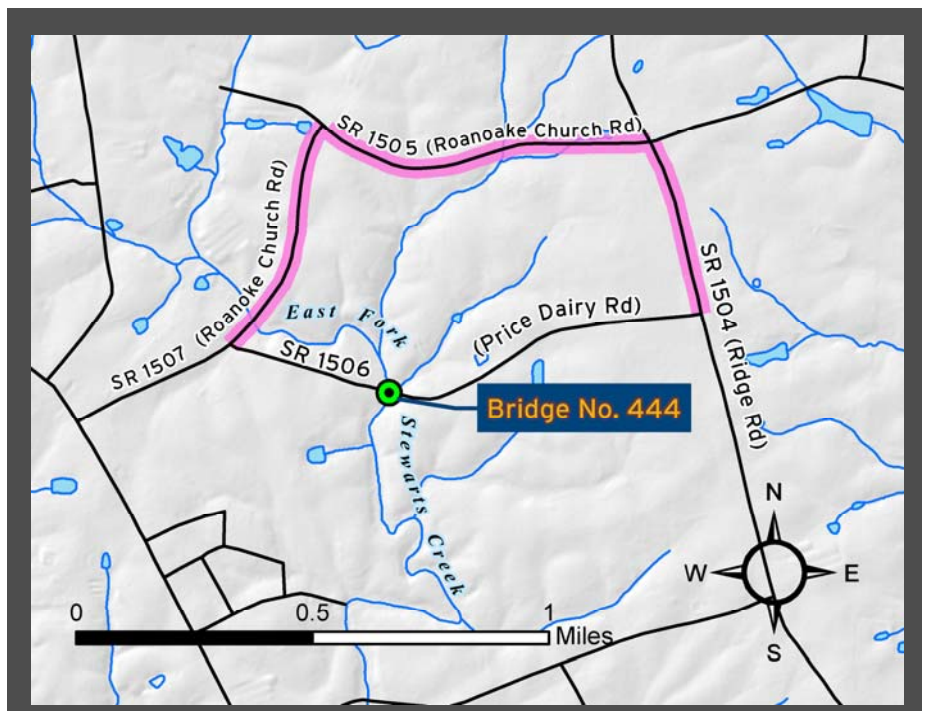 SR 1505 (Roanoake Church Rd)
SR 1507 (Roanoke Church Rd)
SR 1504 (Ridge Rd)
East Fork
(Price Dairy Rd)
SR 1506
Bridge No. 444
Stewarts Creek
N
W
E
S
0 0.5 1
Miles